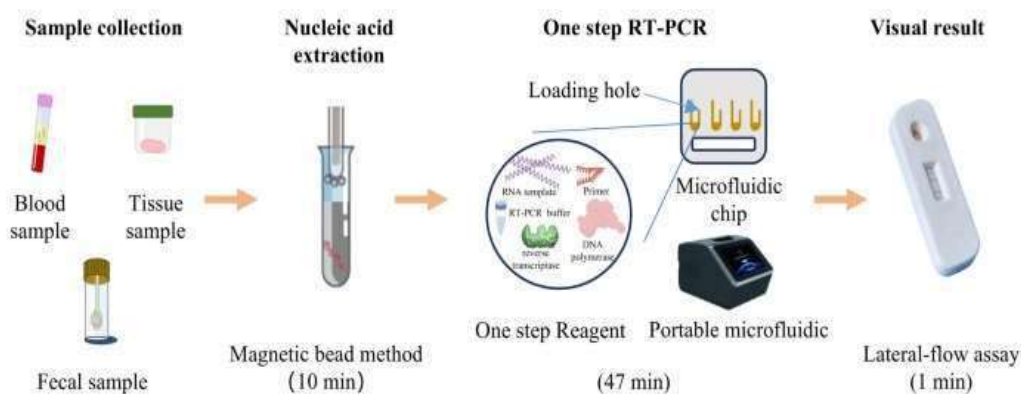 Sample collection
Nucleic acid
extraction
One step RT-PCR
Visual result
Loading hole
RNA template
Primer
RT-PCR buffer
reverse
transcriptase
DNA
polymerase
Blood
sample
Tissue
sample
Microfluidic
chip
One step Reagent
Portable microfluidic
Magnetic bead method
(10 min)
Fecal sample
(47 min)
Lateral-flow assay
(1 min)